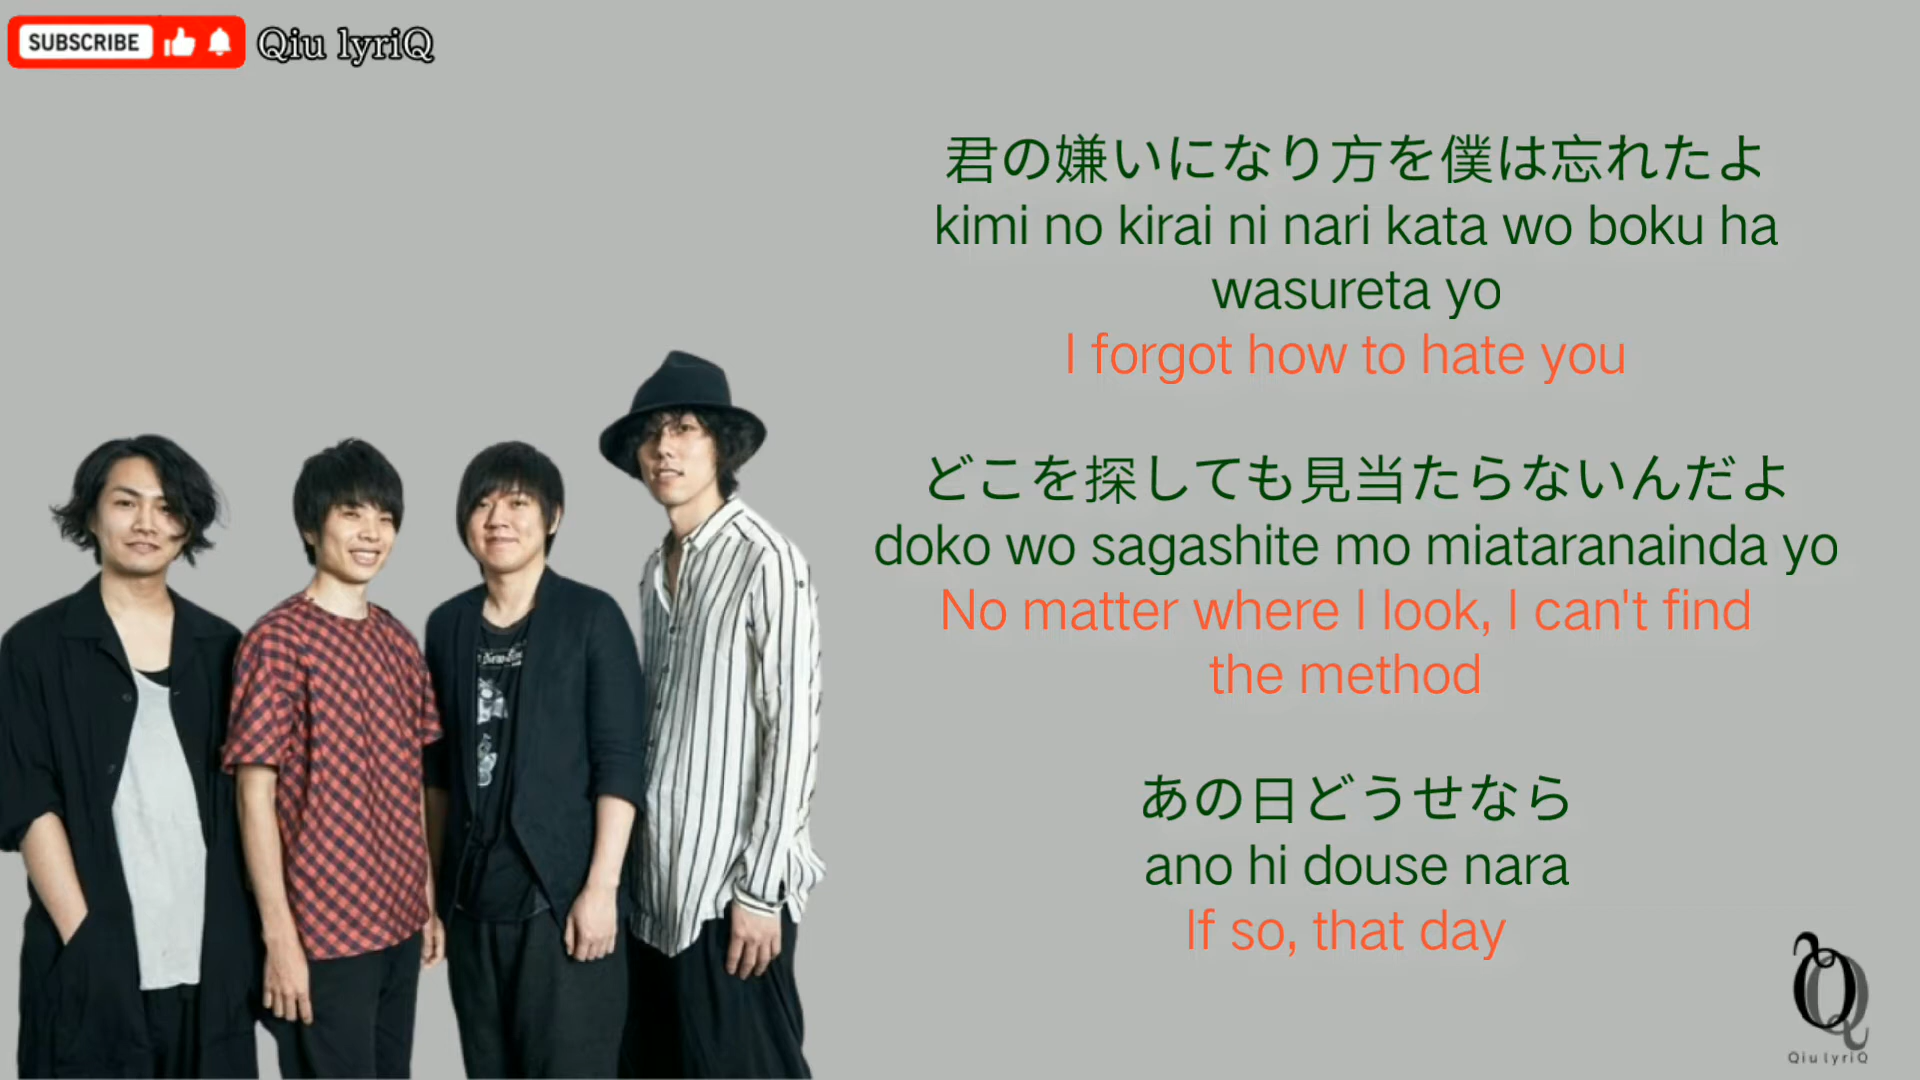 SUBSCRIBE Qiu lyriQ
君の嫌いになり方を僕は忘れたよ
kimi no kirai ni nari kata wo boku ha
wasureta yo
I forgot how to hate you
どこを探しても見当たらないんだよ
doko wo sagashite mo miataranainda yo
No matter where I look, I can't find
the method
あの日どうせなら
ano hi douse nara
If so, that day
Qiu lyriQ